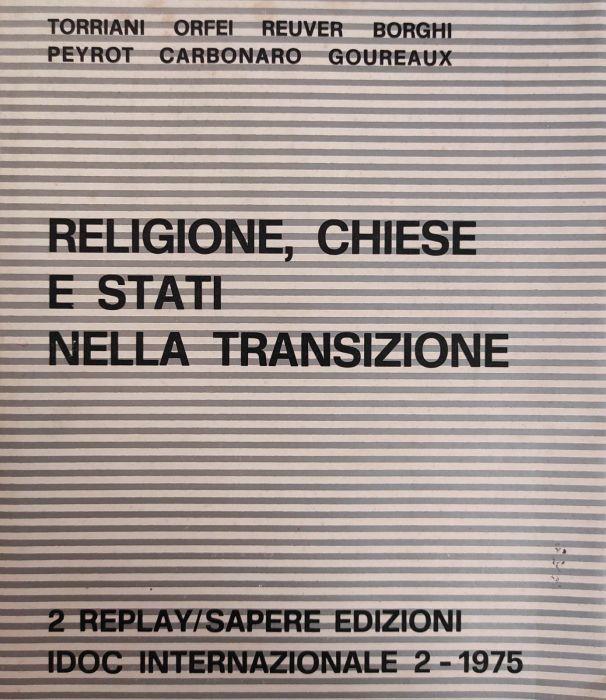 TORRIANI ORFEI REUVER BORGHI
PEYROT CARBONARO GOUREAUX
RELIGIONE, CHIESE
E STATI
NELLA TRANSIZIONE
2 REPLAY/SAPERE EDIZIONI
IDOC INTERNAZIONALE 2 - 1975